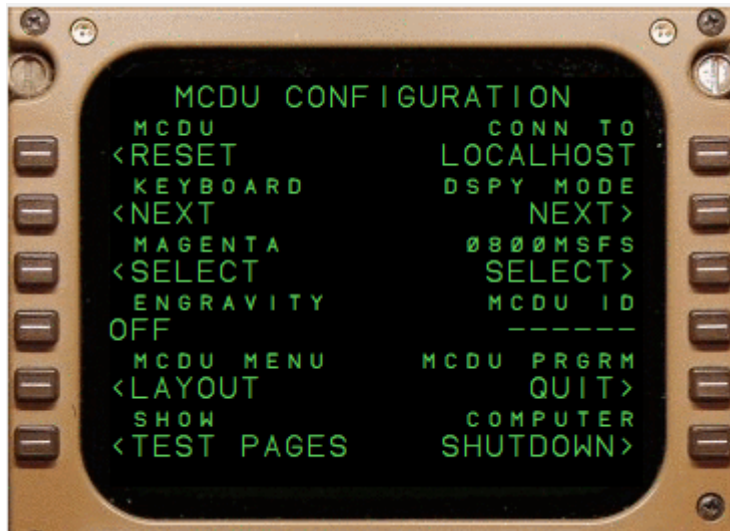 MCDU CONFIGURATION
MCDU CONN TO
<RESET LOCALHOST
KEYBOARD DSPY MODE
<NEXT NEXT>
MAGENTA 0800MSFS
<SELECT SELECT>
ENGRAVITY MCDU ID
OFF ------
MCDU MENU MCDU PRGRM
<LAYOUT QUIT>
SHOW COMPUTER
<TEST PAGES SHUTDOWN>